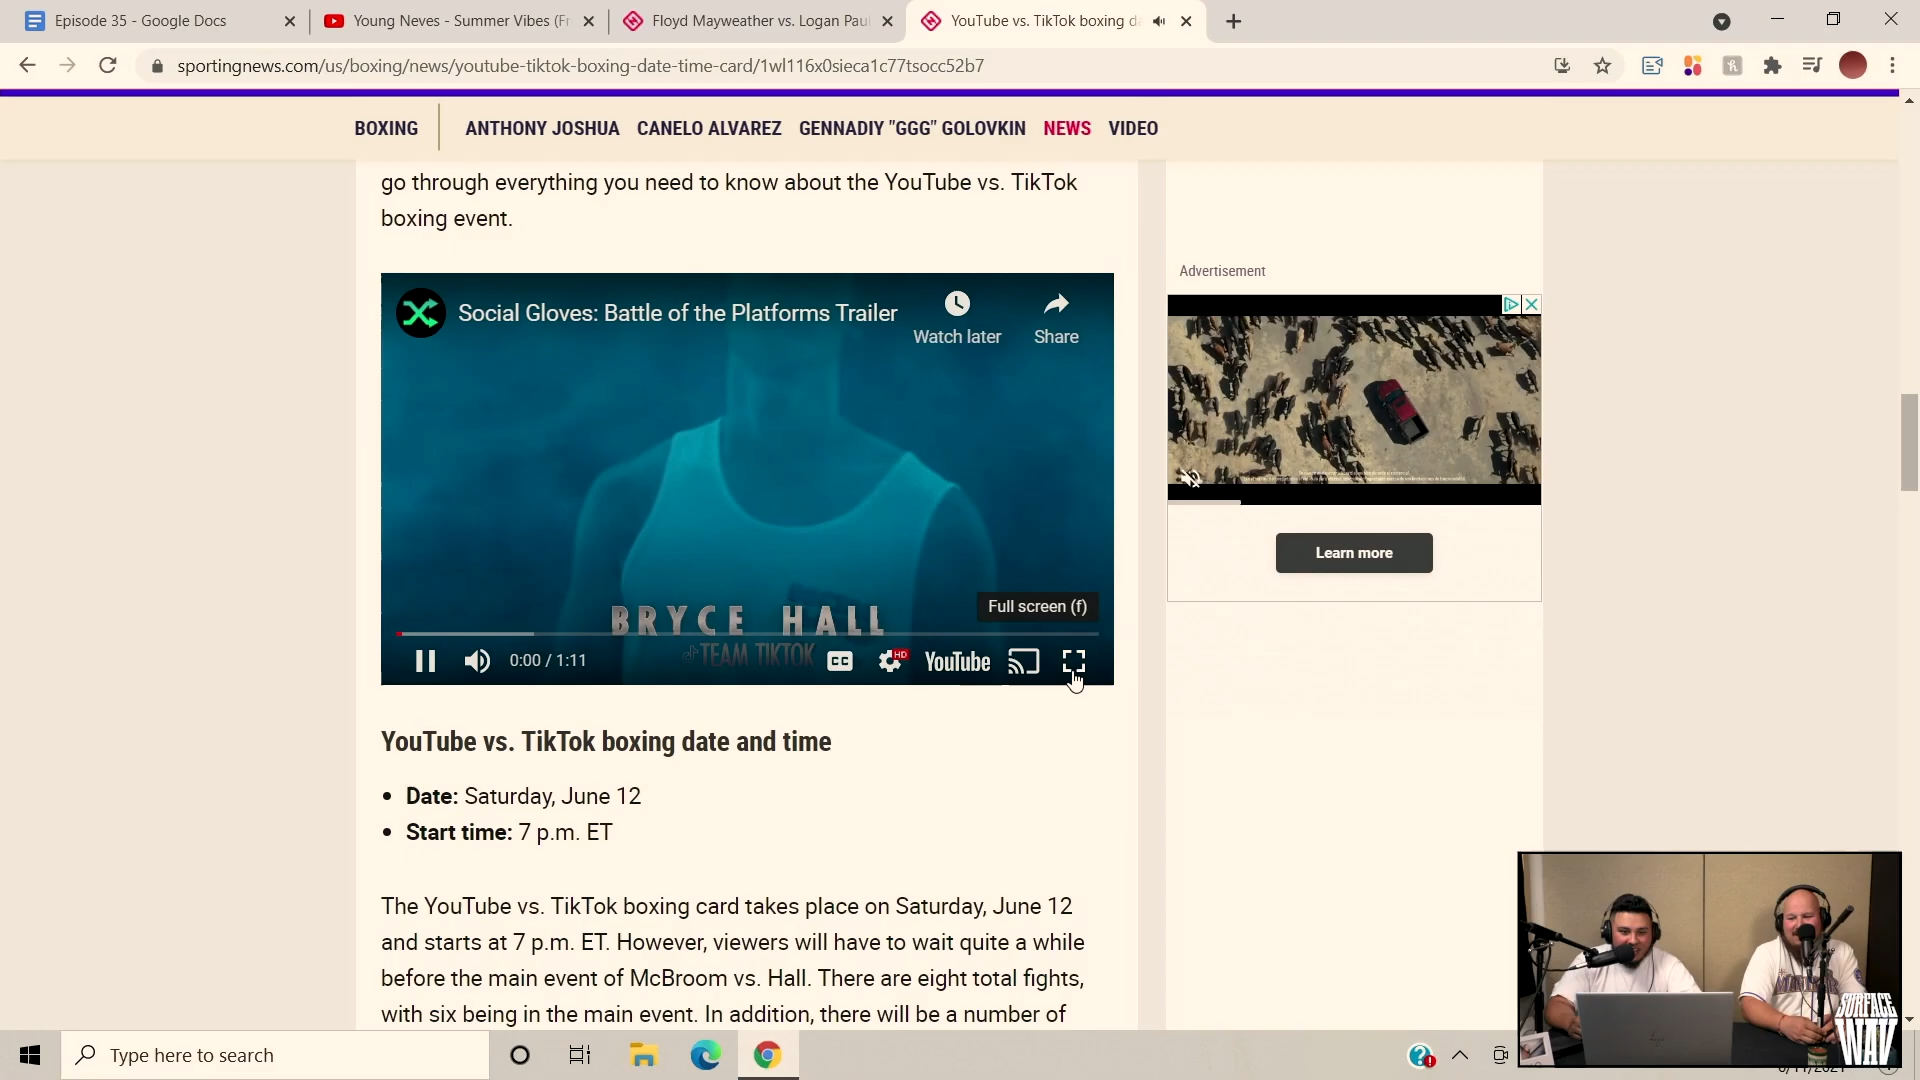 Episode 35 - Google Docs
Young Neves - Summer Vibes (Fr
Floyd Mayweather vs. Logan Paul
YouTube vs. TikTok boxing da
sportingnews.com/us/boxing/news/youtube-tiktok-boxing-date-time-card/1wl116x0sieca1c77tsocc52b7
BOXING
ANTHONY JOSHUA CANELO ALVAREZ GENNADIY "GGG" GOLOVKIN NEWS VIDEO
go through everything you need to know about the YouTube vs. TikTok
boxing event.
Social Gloves: Battle of the Platforms Trailer
Watch later
Share
Advertisement
Learn more
BRYCE HALL
TEAM TIKTOK
Full screen (f)
0:00 / 1:11
CC
HD
YouTube
YouTube vs. TikTok boxing date and time
• Date: Saturday, June 12
• Start time: 7 p.m. ET
The YouTube vs. TikTok boxing card takes place on Saturday, June 12
and starts at 7 p.m. ET. However, viewers will have to wait quite a while
before the main event of McBroom vs. Hall. There are eight total fights,
with six being in the main event. In addition, there will be a number of
SURFACE
WAV
Type here to search